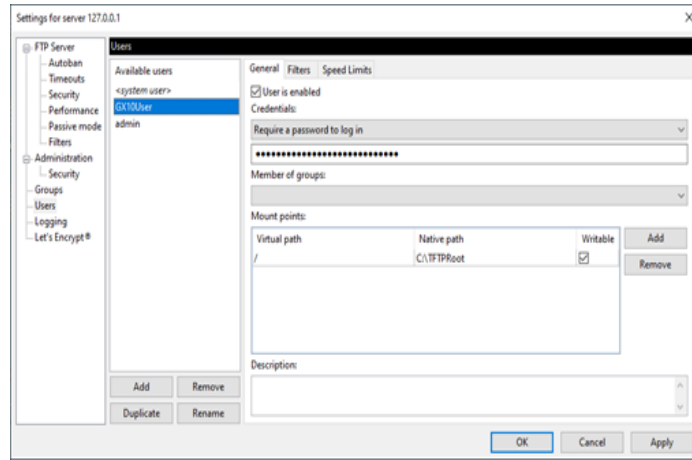 Settings for server 127.0.0.1
FTP Server
Autoban
Timeouts
Security
Performance
Passive mode
Filters
Administration
Security
Groups
Users
Logging
Let's Encrypt®
Users
Available users
<system user>
GX10User
admin
Add Remove
Duplicate Rename
General Filters Speed Limits
User is enabled
Credentials:
Require a password to log in
Member of groups:
Mount points:
Virtual path Native path Writable
/ C:\TFTPRoot
Add
Remove
Description:
OK Cancel Apply